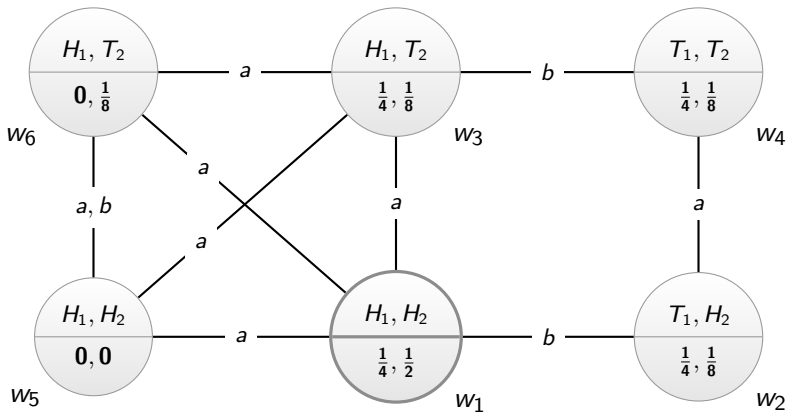 H₁, T₂
0, 1/8
w₆
a
H₁, T₂
1/4, 1/8
w₃
b
T₁, T₂
1/4, 1/8
w₄
a, b
a
a
a
a
H₁, H₂
0, 0
w₅
a
H₁, H₂
1/4, 1/2
w₁
b
T₁, H₂
1/4, 1/8
w₂